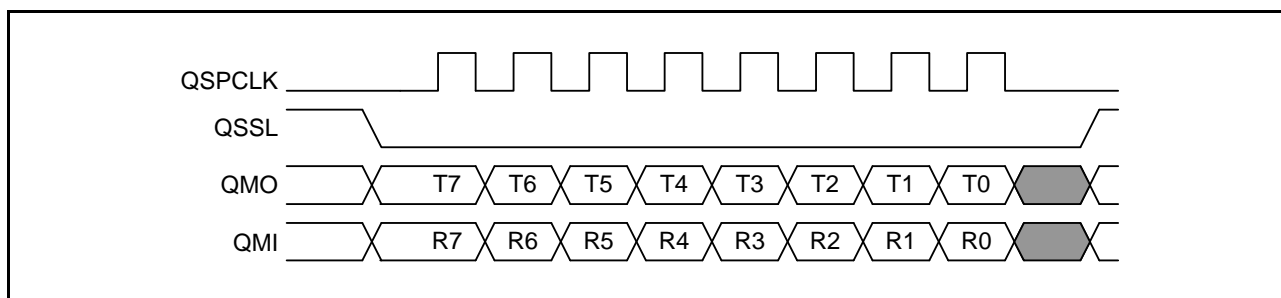 QSPCLK
QSSL
QMO T7 T6 T5 T4 T3 T2 T1 T0
QMI R7 R6 R5 R4 R3 R2 R1 R0